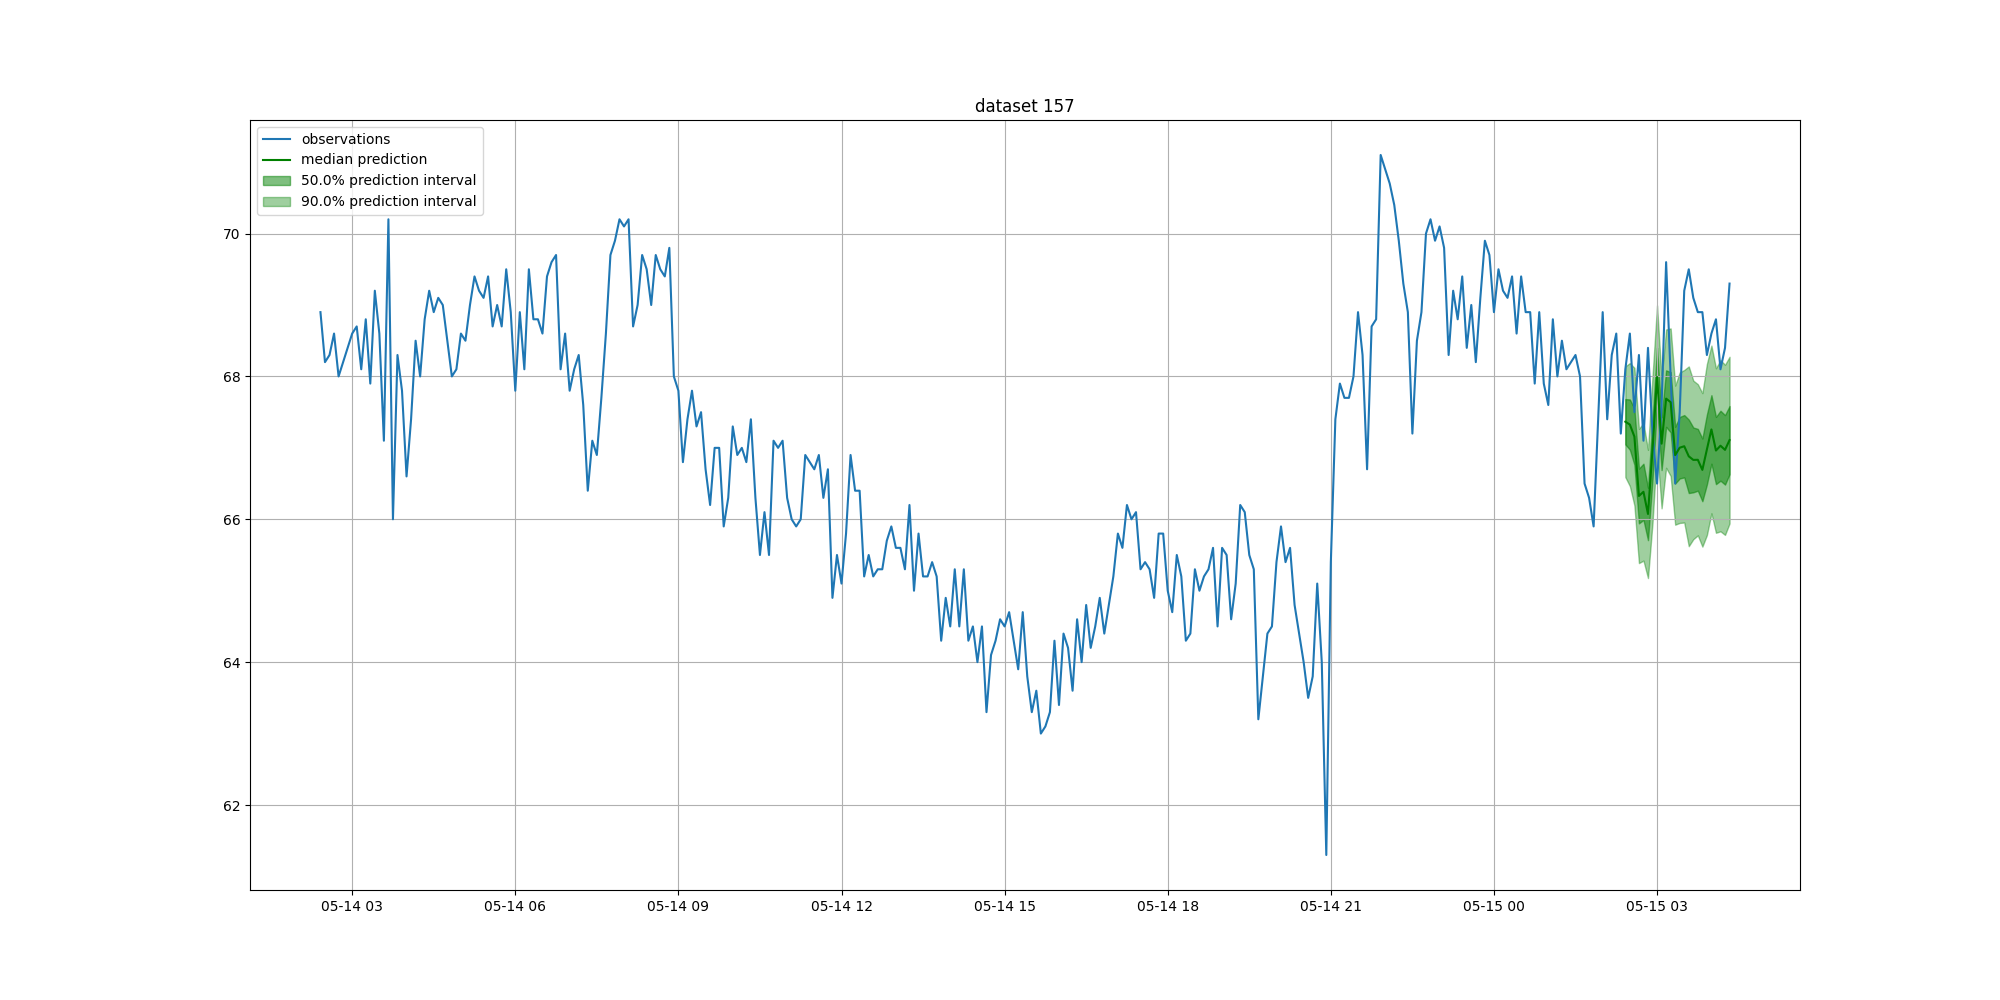 dataset 157
observations
median prediction
50.0% prediction interval
90.0% prediction interval
70
68
66
64
62
05-14 03
05-14 06
05-14 09
05-14 12
05-14 15
05-14 18
05-14 21
05-15 00
05-15 03